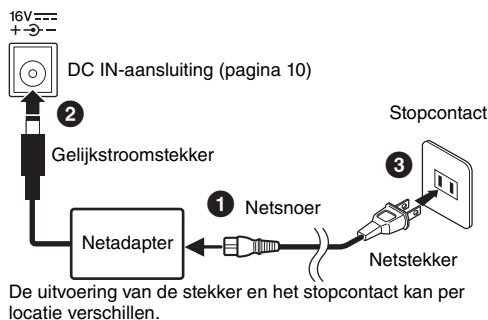 16V
+ -
DC IN-aansluiting (pagina 10)
2
Gelijkstroomstekker
Stopcontact
3
1 Netsnoer
Netadapter
Netstekker
De uitvoering van de stekker en het stopcontact kan per
locatie verschillen.